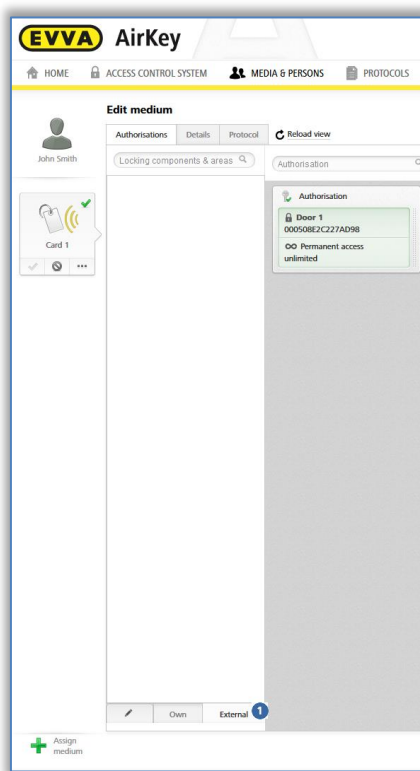 EVVA AirKey
HOME ACCESS CONTROL SYSTEM MEDIA & PERSONS PROTOCOLS
Edit medium
Authorisations Details Protocol Reload view
John Smith
Locking components & areas
Authorisation
Authorisation
Door 1
000508E2C227AD98
Permanent access
unlimited
Card 1
Own External 1
Assign
medium